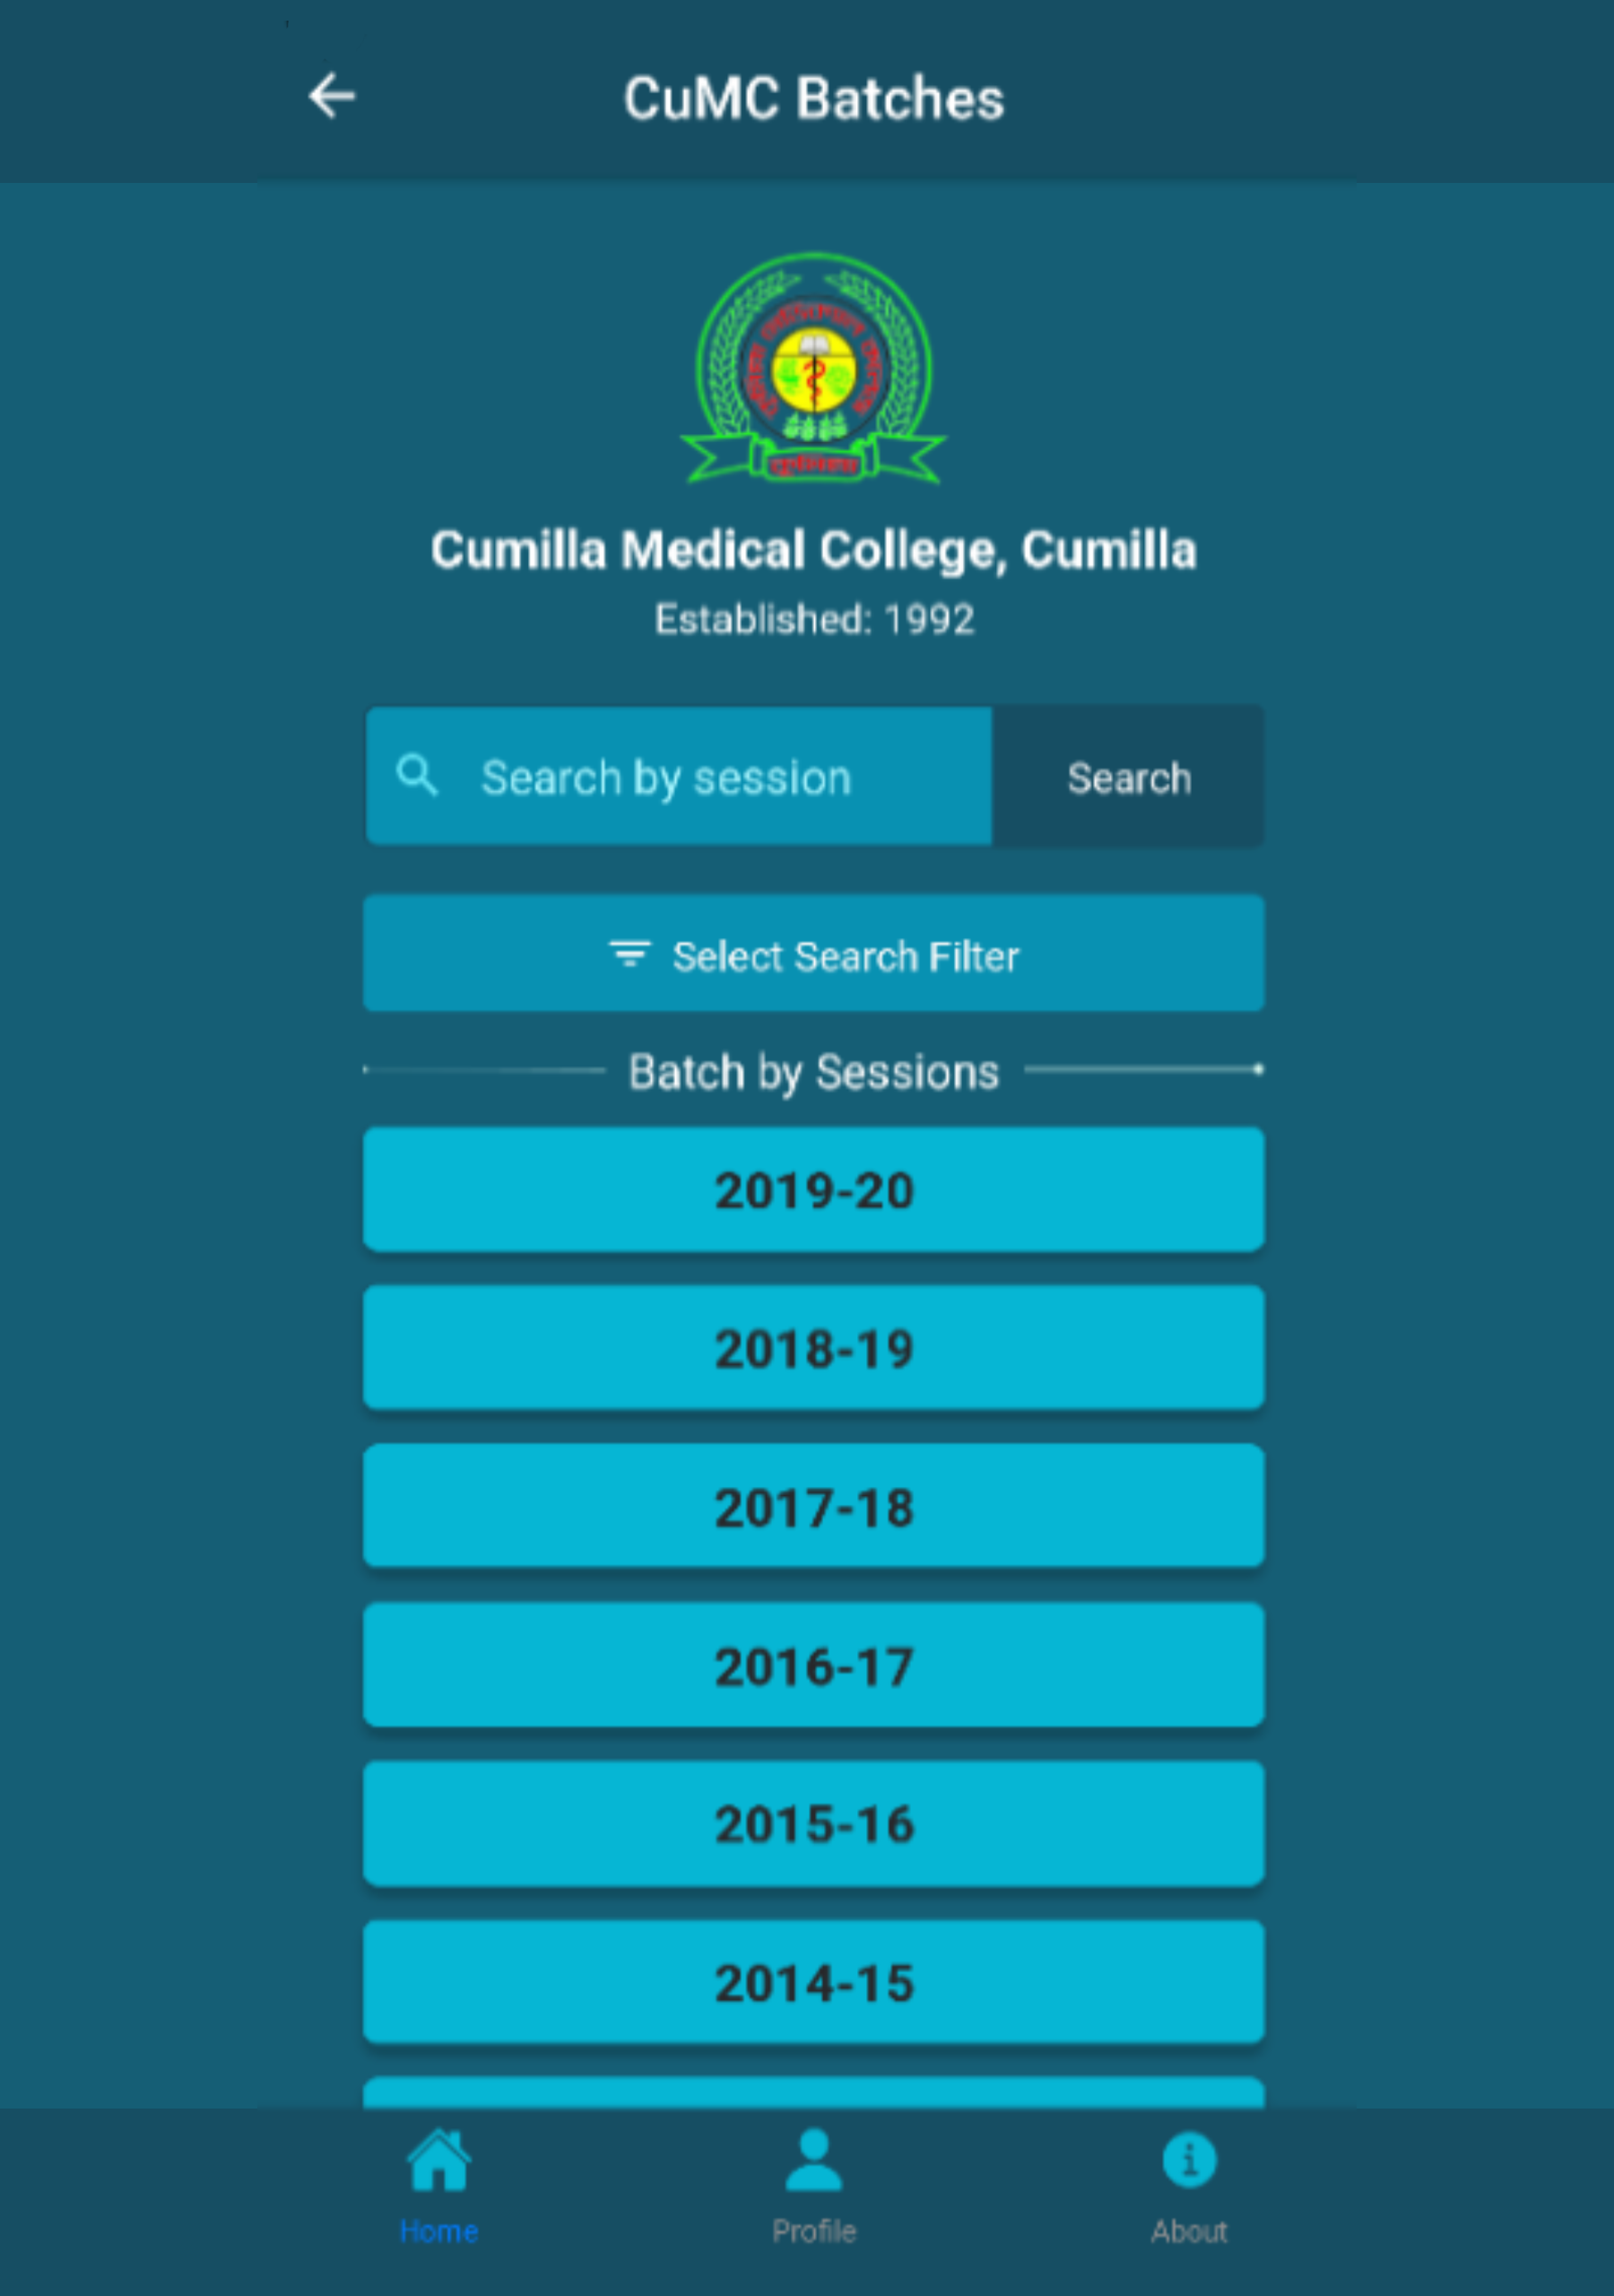 CuMC Batches
Cumilla Medical College, Cumilla
Established: 1992
Search by session
Search
Select Search Filter
Batch by Sessions
2019-20
2018-19
2017-18
2016-17
2015-16
2014-15
Home
Profile
About